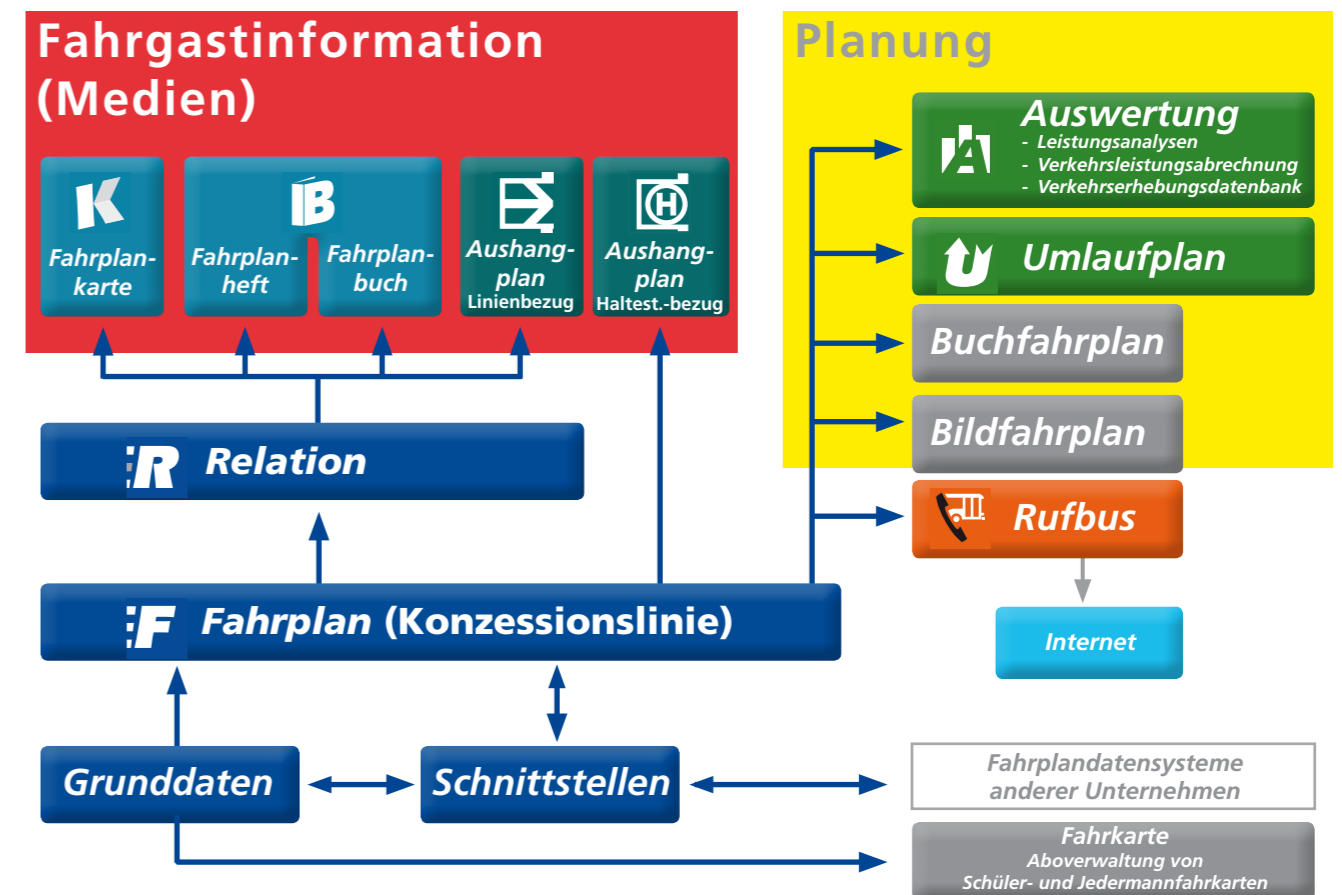 Fahrgastinformation
(Medien)
K
Fahrplan-
karte
B
Fahrplan-
heft
Fahrplan-
buch
Aushang-
plan
Linienbezug
H
Aushang-
plan
Haltest.-bezug
Planung
A
Auswertung
- Leistungsanalysen
- Verkehrsleistungsabrechnung
- Verkehrserhebungsdatenbank
U
Umlaufplan
Buchfahrplan
Bildfahrplan
Rufbus
Internet
R
Relation
F
Fahrplan (Konzessionslinie)
Grunddaten
Schnittstellen
Fahrplandatensysteme
anderer Unternehmen
Fahrkarte
Aboverwaltung von
Schüler- und Jedermannfahrkarten